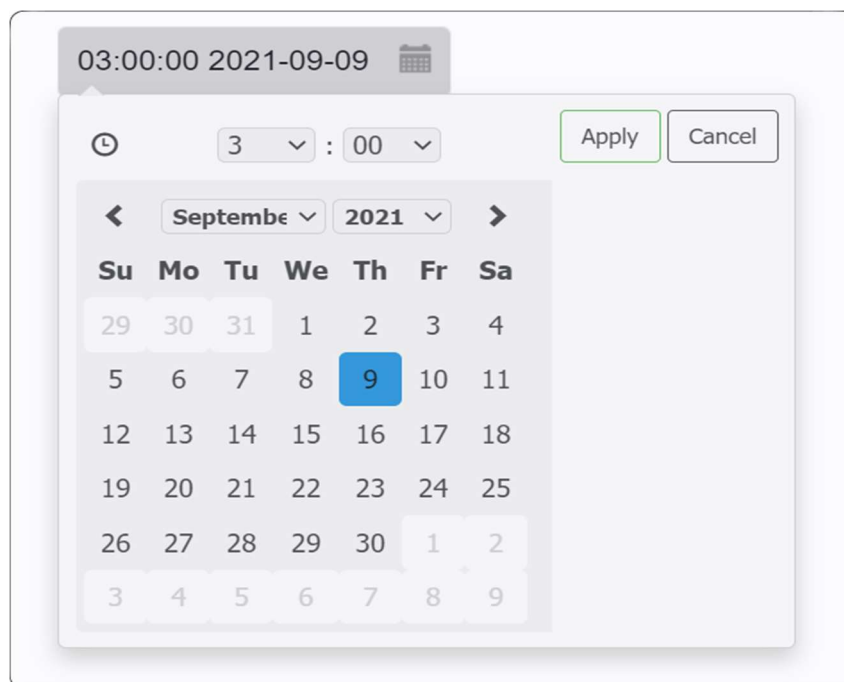 03:00:00 2021-09-09
3 : 00 Apply Cancel
Septembe 2021
Su Mo Tu We Th Fr Sa
29 30 31 1 2 3 4
5 6 7 8 9 10 11
12 13 14 15 16 17 18
19 20 21 22 23 24 25
26 27 28 29 30 1 2
3 4 5 6 7 8 9